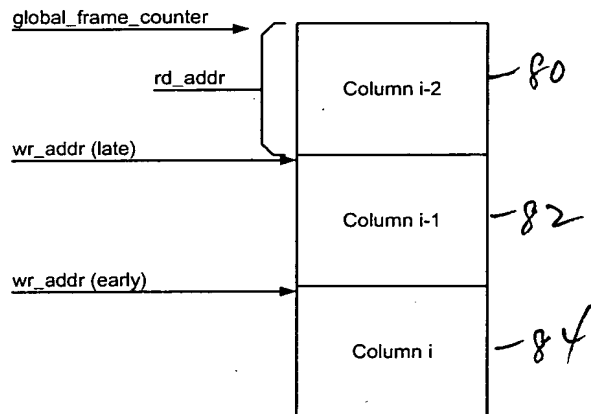 global_frame_counter
80
Column i-2
rd_addr
wr_addr (late)
82
Column i-1
wr_addr (early)
84
Column i